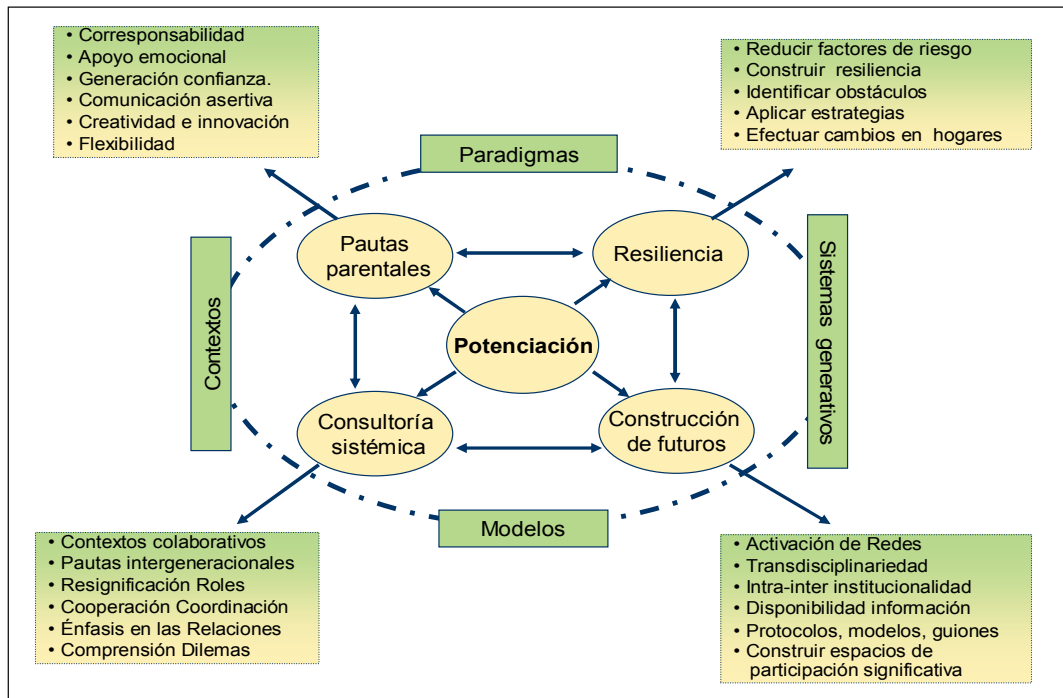 • Corresponsabilidad
• Apoyo emocional
• Generación confianza.
• Comunicación asertiva
• Creatividad e innovación
• Flexibilidad
• Reducir factores de riesgo
• Construir resiliencia
• Identificar obstáculos
• Aplicar estrategias
• Efectuar cambios en hogares
Paradigmas
Contextos
Sistemas generativos
Pautas
parentales
Resiliencia
Potenciación
Consultoría
sistémica
Construcción
de futuros
Modelos
• Contextos colaborativos
• Pautas intergeneracionales
• Resignificación Roles
• Cooperación Coordinación
• Énfasis en las Relaciones
• Comprensión Dilemas
• Activación de Redes
• Transdisciplinariedad
• Intra-inter institucionalidad
• Disponibilidad información
• Protocolos, modelos, guiones
• Construir espacios de
participación significativa